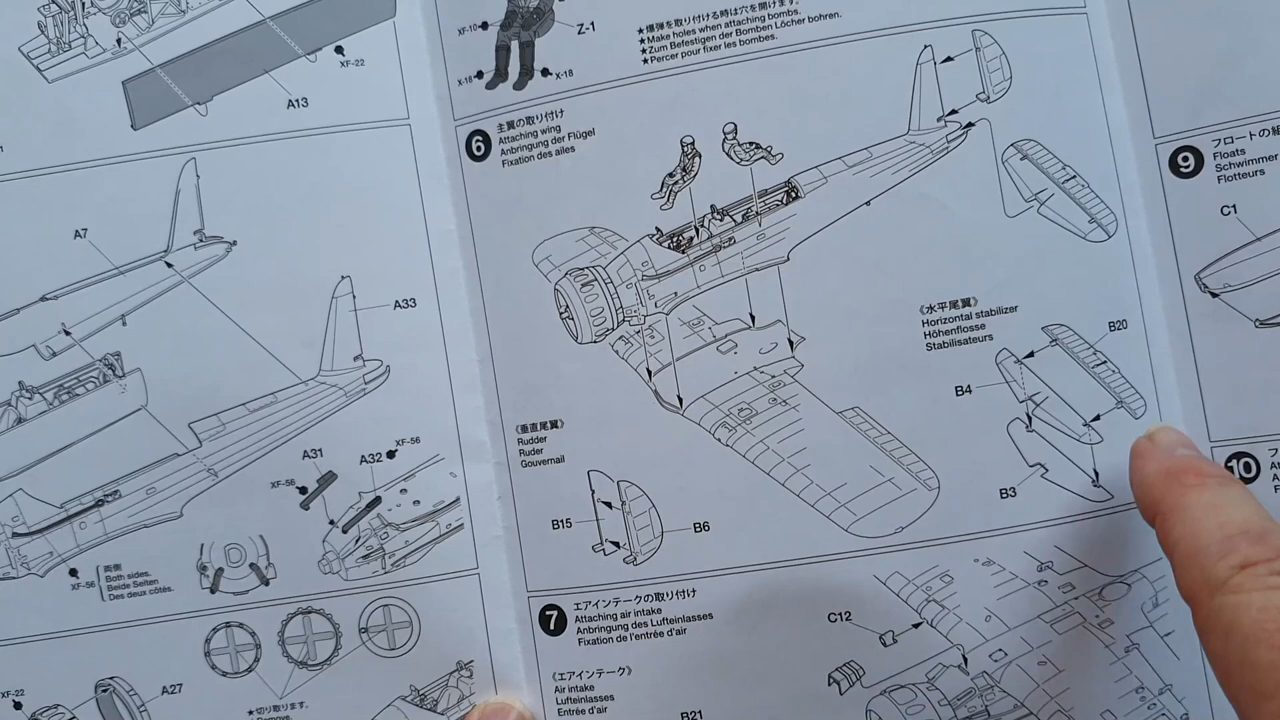 XF-22
A13
A7
A33
A31
A32
XF-56
XF-56
D
XF-56
両側
Both sides.
Beide Seiten
Des deux côtés.
XF-22
A27
★切り取ります。
XF-10
Z-1
X-18
X-18
★爆弾を取り付ける時は穴を開けます。
★Make holes when attaching bombs.
★Zum Befestigen der Bomben Löcher bohren.
★Percer pour fixer les bombes.
6
主翼の取り付け
Attaching wing
Anbringung der Flügel
Fixation des ailes
《水平尾翼》
Horizontal stabilizer
Höhenflosse
Stabilisateurs
B20
B4
B3
《垂直尾翼》
Rudder
Ruder
Gouvernail
B15
B6
7
エアインテークの取り付け
Attaching air intake
Anbringung des Lufteinlasses
Fixation de l'entrée d'air
《エアインテーク》
Air intake
Lufteinlasses
Entrée d'air
C12
B21
9
フロートの組
Floats
Schwimmer
Flotteurs
C1
10